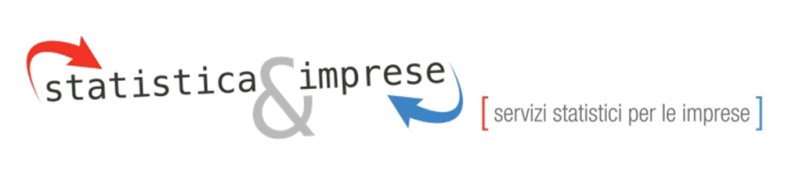 statistica&imprese
[ servizi statistici per le imprese ]